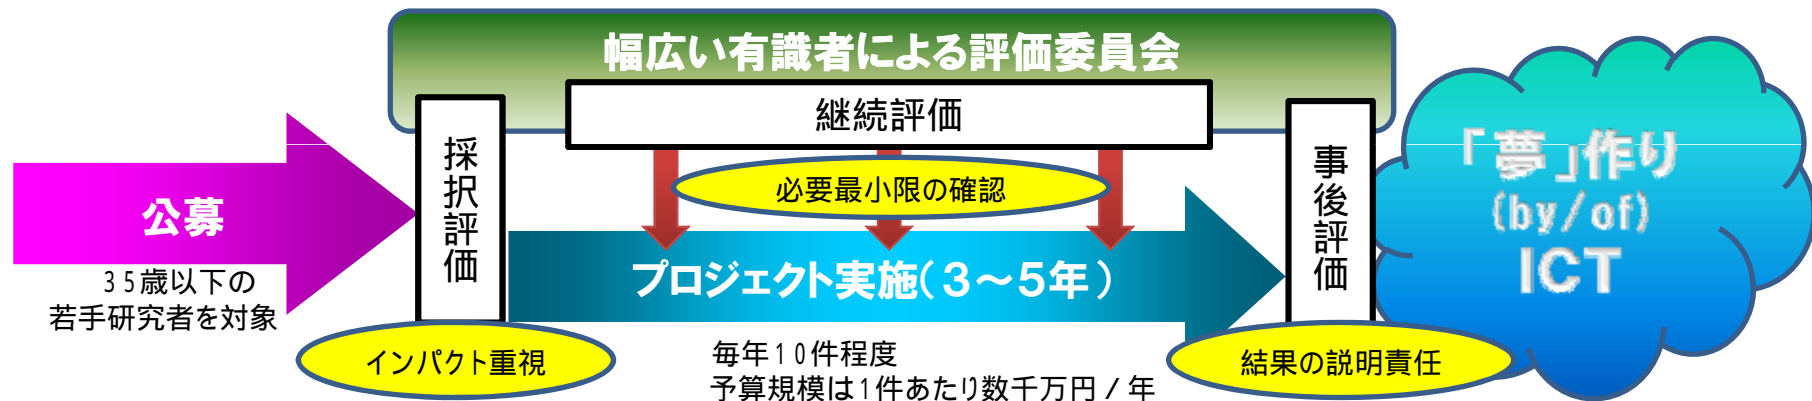 幅広い有識者による評価委員会
継続評価
採択評価
事後評価
必要最小限の確認
公募
35歳以下の
若手研究者を対象
プロジェクト実施(3～5年)
インパクト重視
毎年10件程度
予算規模は1件あたり数千万円/年
結果の説明責任
「夢」作り
(by/of)
ICT